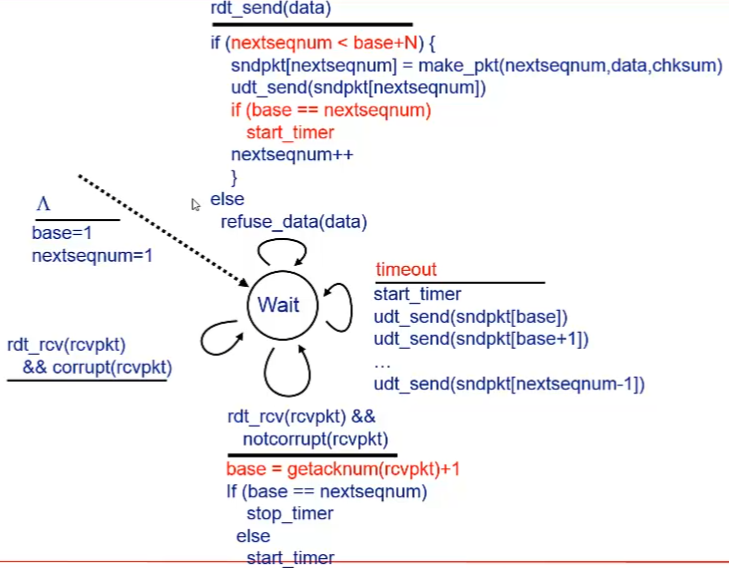 rdt_send(data)
if (nextseqnum < base+N) {
sndpkt[nextseqnum] = make_pkt(nextseqnum,data,chksum)
udt_send(sndpkt[nextseqnum])
if (base == nextseqnum)
start_timer
nextseqnum++
}
else
refuse_data(data)
Λ
base=1
nextseqnum=1
Wait
timeout
start_timer
udt_send(sndpkt[base])
udt_send(sndpkt[base+1])
…
udt_send(sndpkt[nextseqnum-1])
rdt_rcv(rcvpkt)
&& corrupt(rcvpkt)
rdt_rcv(rcvpkt) &&
notcorrupt(rcvpkt)
base = getacknum(rcvpkt)+1
If (base == nextseqnum)
stop_timer
else
start_timer